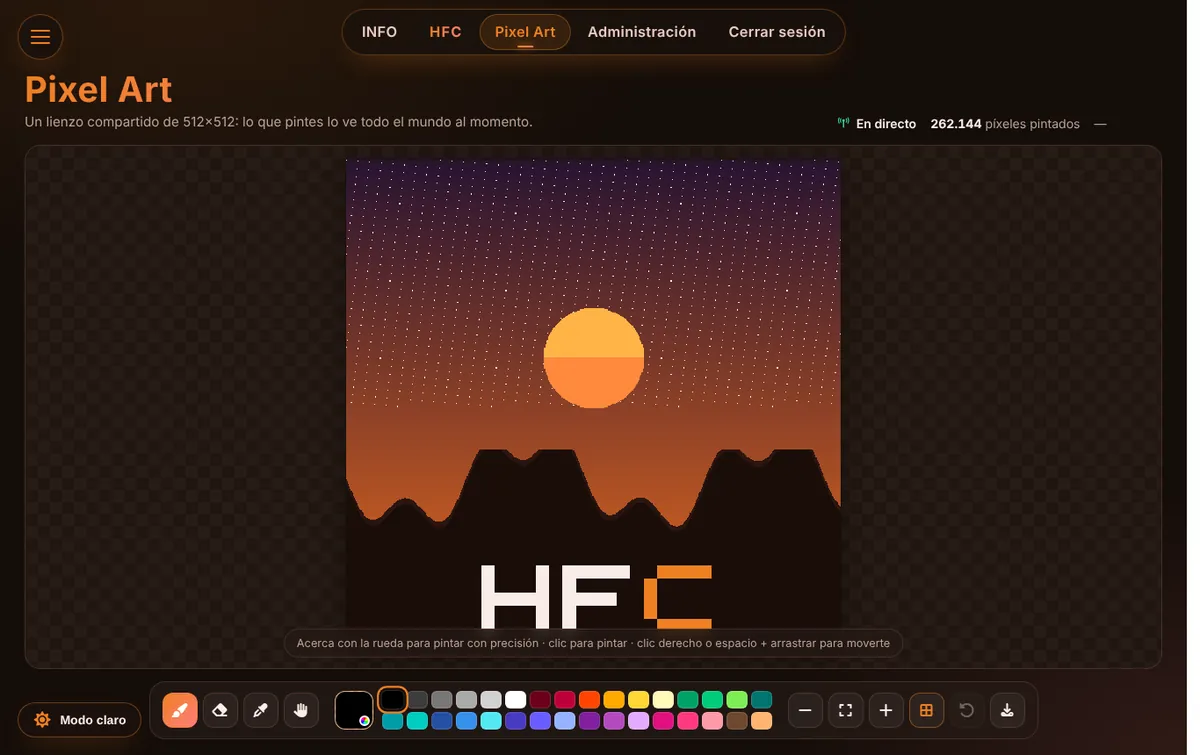 INFO
HFC
Pixel Art
Administración
Cerrar sesión
Pixel Art
Un lienzo compartido de 512×512: lo que pintes lo ve todo el mundo al momento.
En directo 262.144 píxeles pintados —
HFC
Acerca con la rueda para pintar con precisión · clic para pintar · clic derecho o espacio + arrastrar para moverte
Modo claro